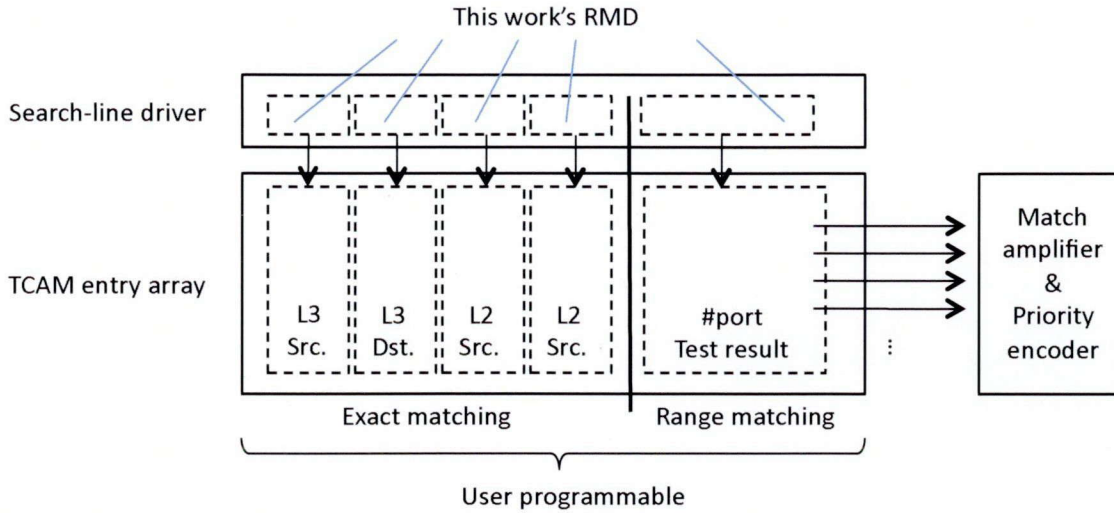 This work's RMD
Search-line driver
TCAM entry array
L3
Src.
L3
Dst.
L2
Src.
L2
Src.
#port
Test result
...
Match
amplifier
&
Priority
encoder
Exact matching
Range matching
User programmable